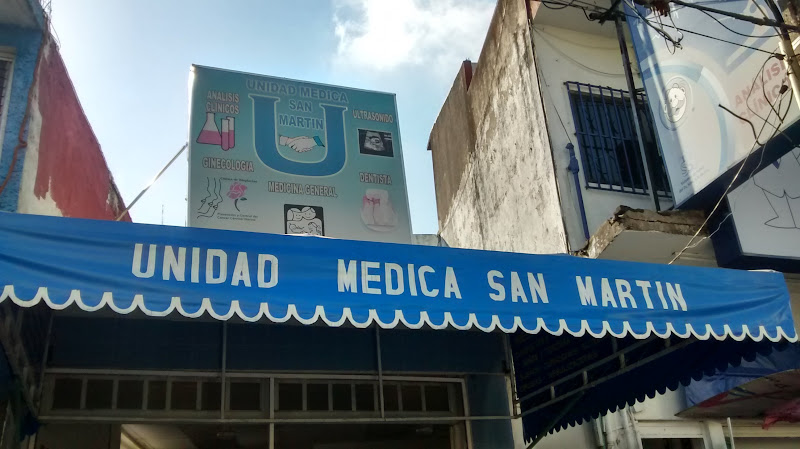 UNIDAD MEDICA
SAN
MARTIN
ANALISIS
CLINICOS
ULTRASONIDO
GINECOLOGIA
MEDICINA GENERAL
DENTISTA
UNIDAD MEDICA SAN MARTIN